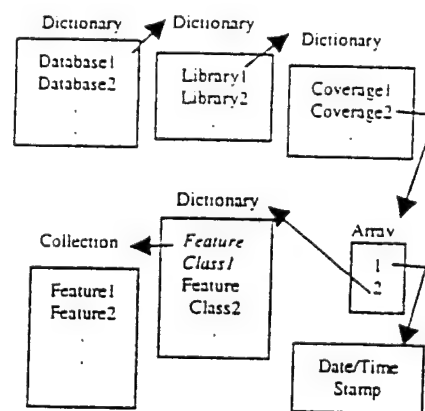 Dictionary
Dictionary
Dictionary
Database1
Database2
.
.
Library1
Library2
.
Coverage1
Coverage2
.
Dictionary
Array
Collection
Feature
Class1
Feature
Class2
.
.
1
2
Feature1
Feature2
.
.
Date/Time
Stamp